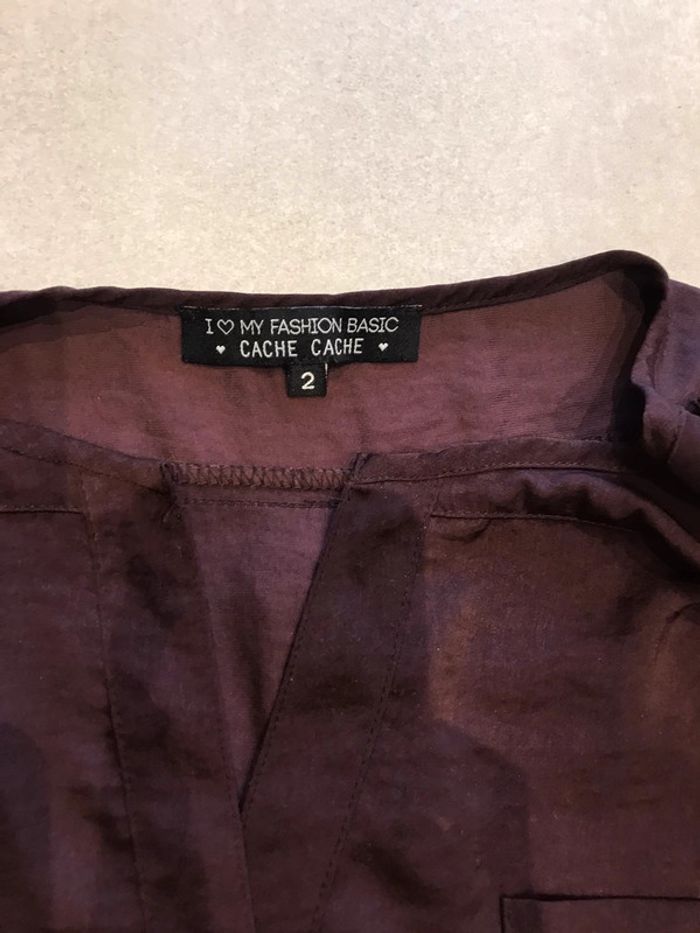 I ♡ MY FASHION BASIC
♥ CACHE CACHE ♥
2